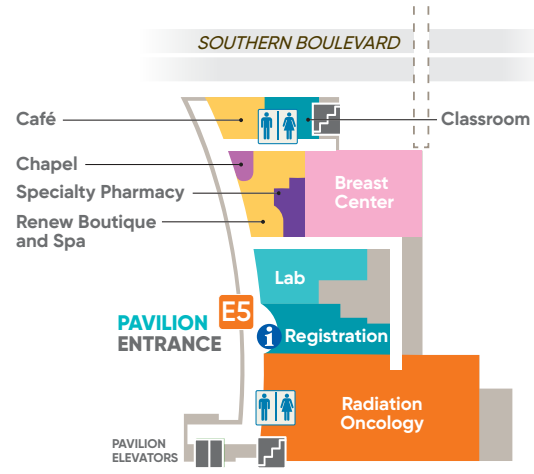 SOUTHERN BOULEVARD
Café
Classroom
Chapel
Specialty Pharmacy
Renew Boutique
and Spa
Breast
Center
Lab
E5
PAVILION
ENTRANCE
i
Registration
Radiation
Oncology
PAVILION
ELEVATORS